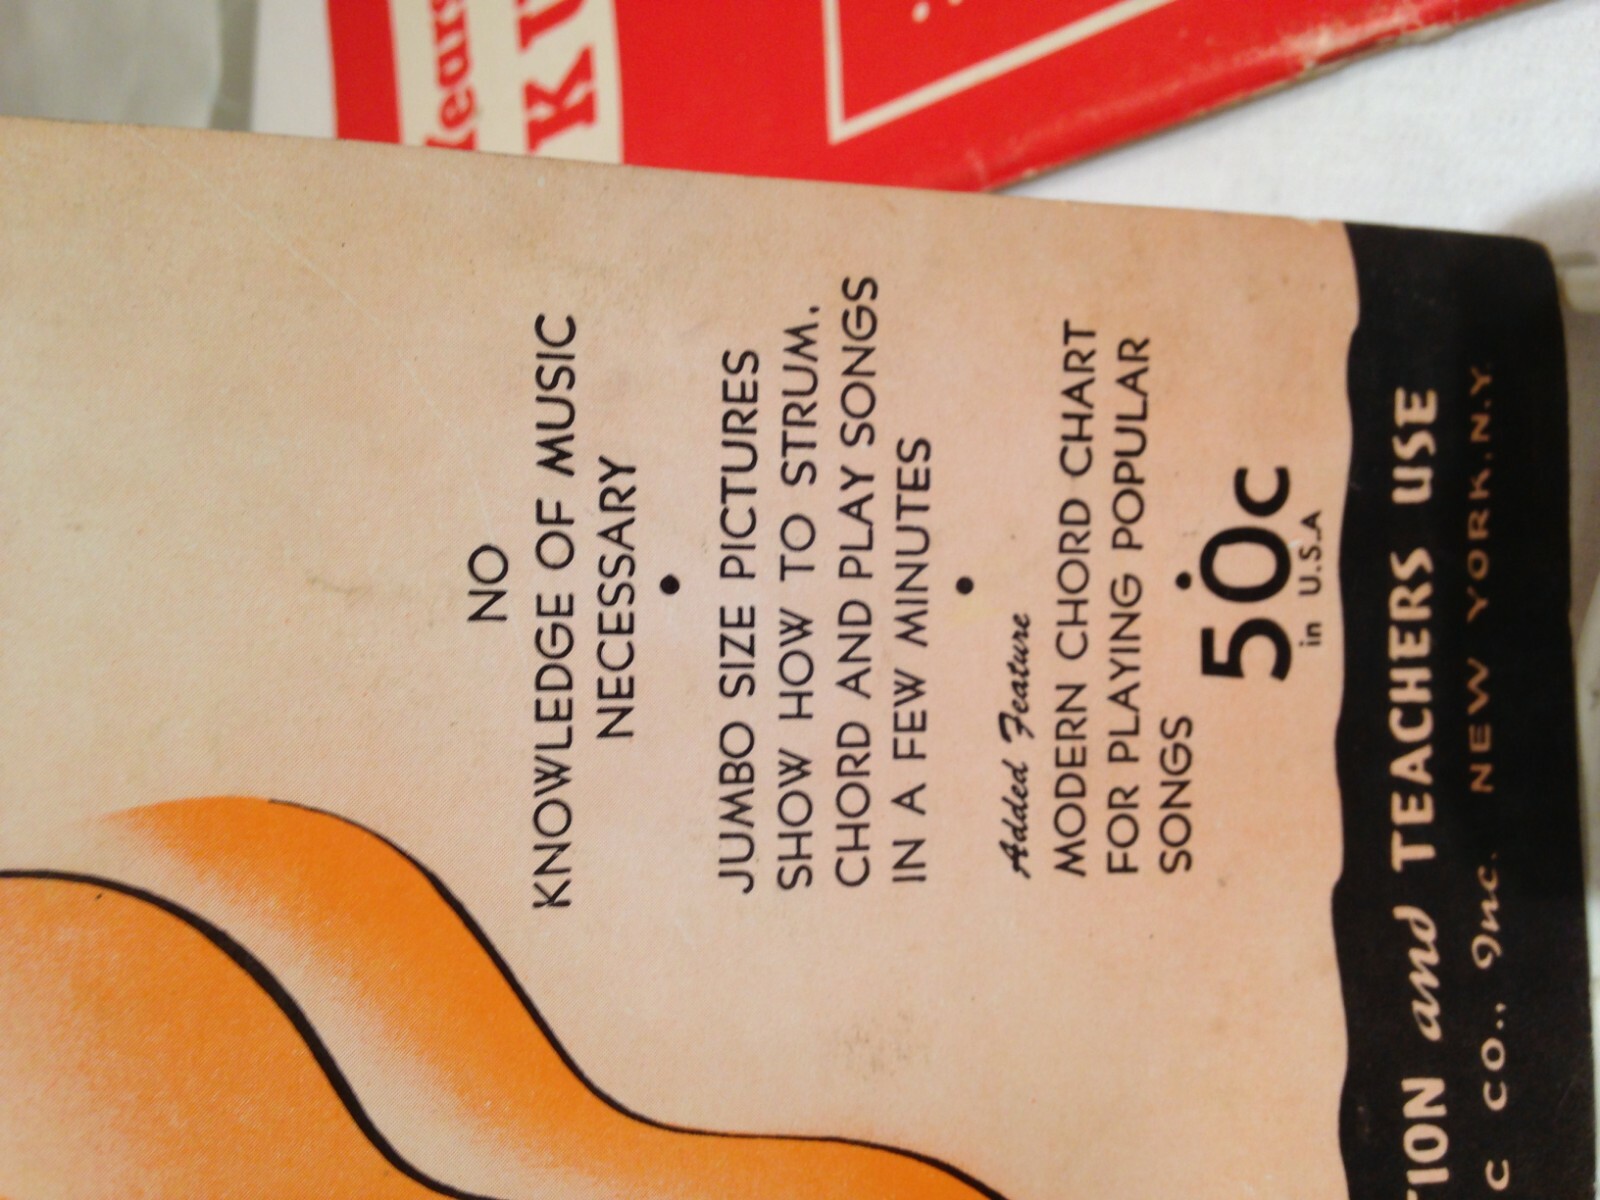 NO
KNOWLEDGE OF MUSIC
NECESSARY
•
JUMBO SIZE PICTURES
SHOW HOW TO STRUM,
CHORD AND PLAY SONGS
IN A FEW MINUTES
•
Added Feature
MODERN CHORD CHART
FOR PLAYING POPULAR
SONGS
•
50c
in U.S.A
and TEACHERS USE
CO., Inc. NEW YORK, N.Y.